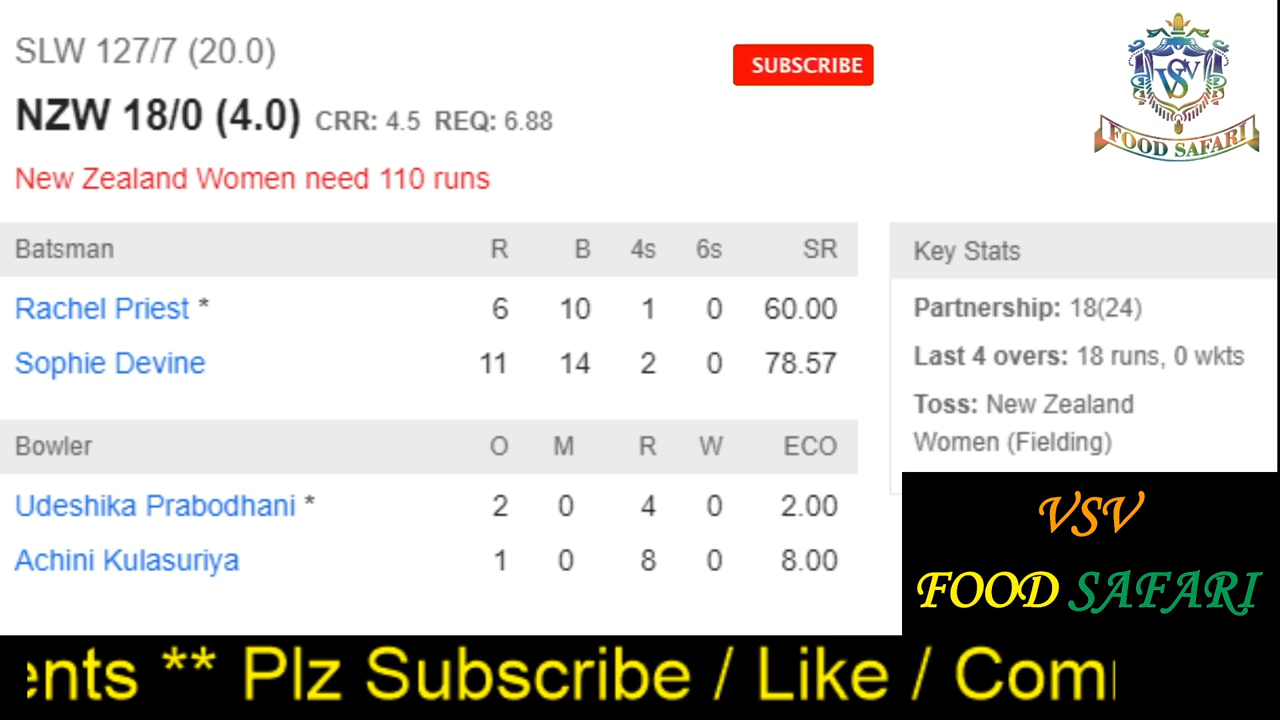 SLW 127/7 (20.0)
SUBSCRIBE
NZW 18/0 (4.0) CRR: 4.5 REQ: 6.88
New Zealand Women need 110 runs
VSV
FOOD SAFARI
Batsman R B 4s 6s SR
Rachel Priest * 6 10 1 0 60.00
Sophie Devine 11 14 2 0 78.57
Bowler O M R W ECO
Udeshika Prabodhani * 2 0 4 0 2.00
Achini Kulasuriya 1 0 8 0 8.00
Key Stats
Partnership: 18(24)
Last 4 overs: 18 runs, 0 wkts
Toss: New Zealand
Women (Fielding)
VSV
FOOD SAFARI
ents ** Plz Subscribe / Like / Com